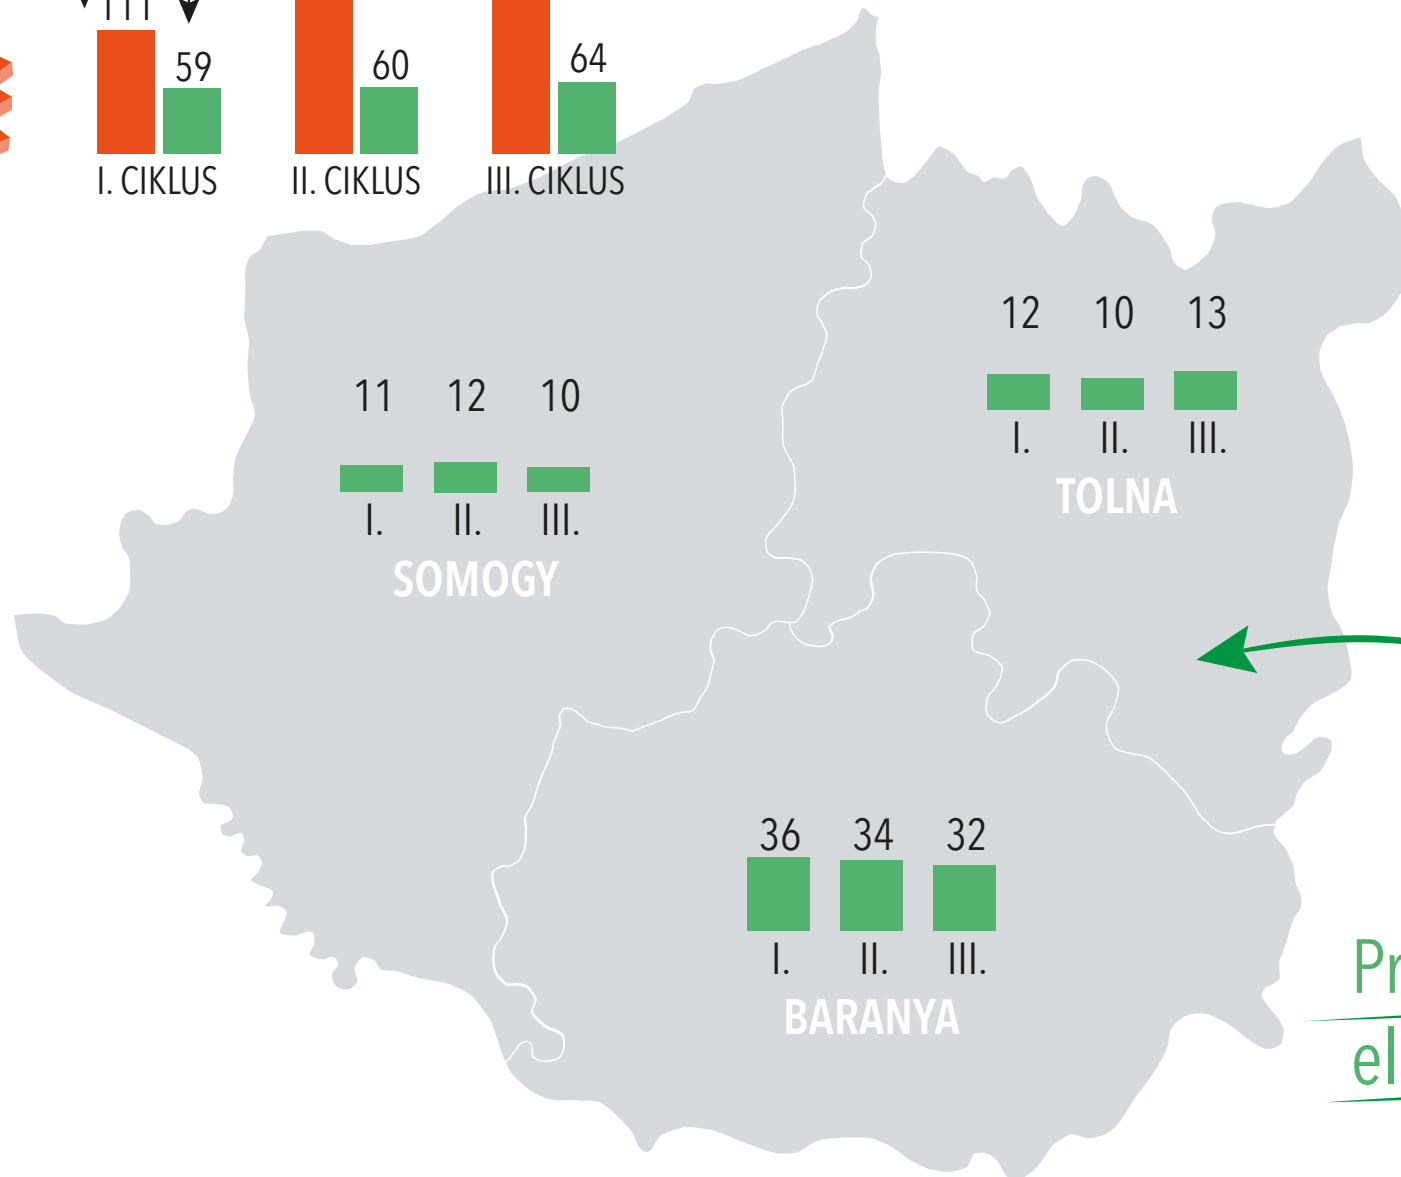 111
59
60
64
I. CIKLUS
II. CIKLUS
III. CIKLUS
12 10 13
I. II. III.
TOLNA
11 12 10
I. II. III.
SOMOGY
36 34 32
I. II. III.
BARANYA